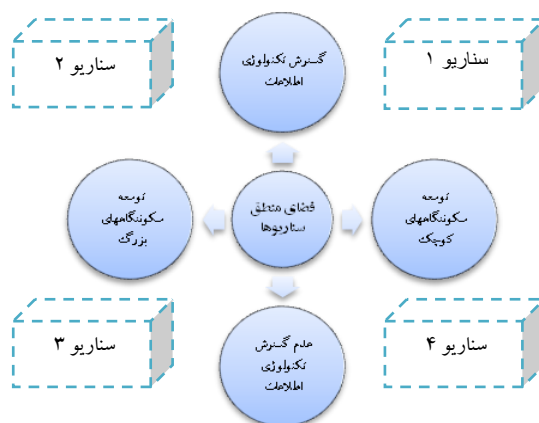 سناریو ۱
گسترش تکنولوژی
اطلاعات
سناریو ۲
توسعه
سکونتگاههای
کوچک
فضای منطق
سناریوها
توسعه
سکونتگاههای
بزرگ
سناریو ۴
عدم گسترش
تکنولوژی
اطلاعات
سناریو ۳